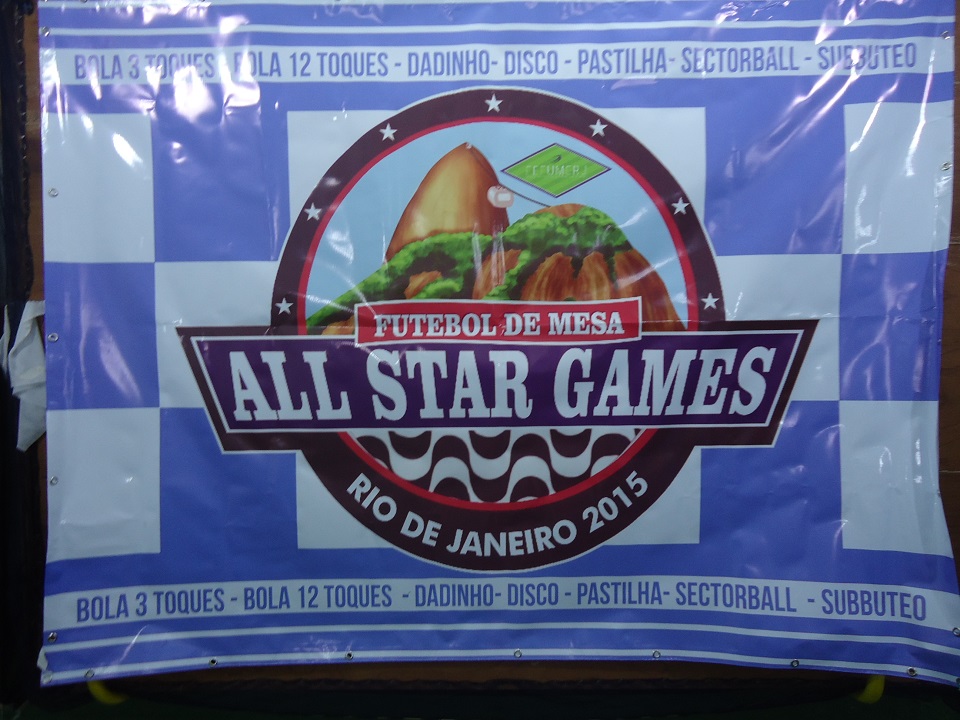 BOLA 3 TOQUES - BOLA 12 TOQUES - DADINHO- DISCO - PASTILHA- SECTORBALL - SUBBUTEO
FEFUMERJ
FUTEBOL DE MESA
ALL STAR GAMES
RIO DE JANEIRO 2015
BOLA 3 TOQUES - BOLA 12 TOQUES - DADINHO- DISCO - PASTILHA- SECTORBALL - SUBBUTEO